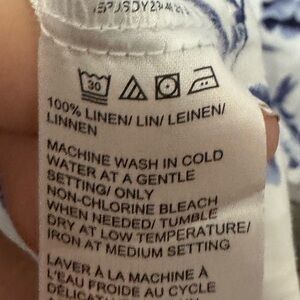 30
100% LINEN/ LIN/ LEINEN/
LINNEN
MACHINE WASH IN COLD
WATER AT A GENTLE
SETTING/ ONLY
NON-CHLORINE BLEACH
WHEN NEEDED/ TUMBLE
DRY AT LOW TEMPERATURE/
IRON AT MEDIUM SETTING
LAVER À LA MACHINE À
L'EAU FROIDE AU CYCLE